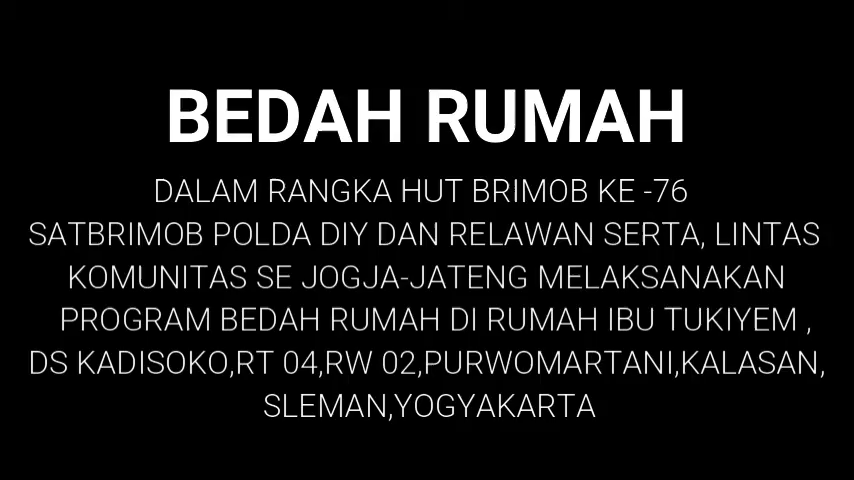 BEDAH RUMAH
DALAM RANGKA HUT BRIMOB KE -76
SATBRIMOB POLDA DIY DAN RELAWAN SERTA, LINTAS
KOMUNITAS SE JOGJA-JATENG MELAKSANAKAN
PROGRAM BEDAH RUMAH DI RUMAH IBU TUKIYEM ,
DS KADISOKO,RT 04,RW 02,PURWOMARTANI,KALASAN,
SLEMAN,YOGYAKARTA